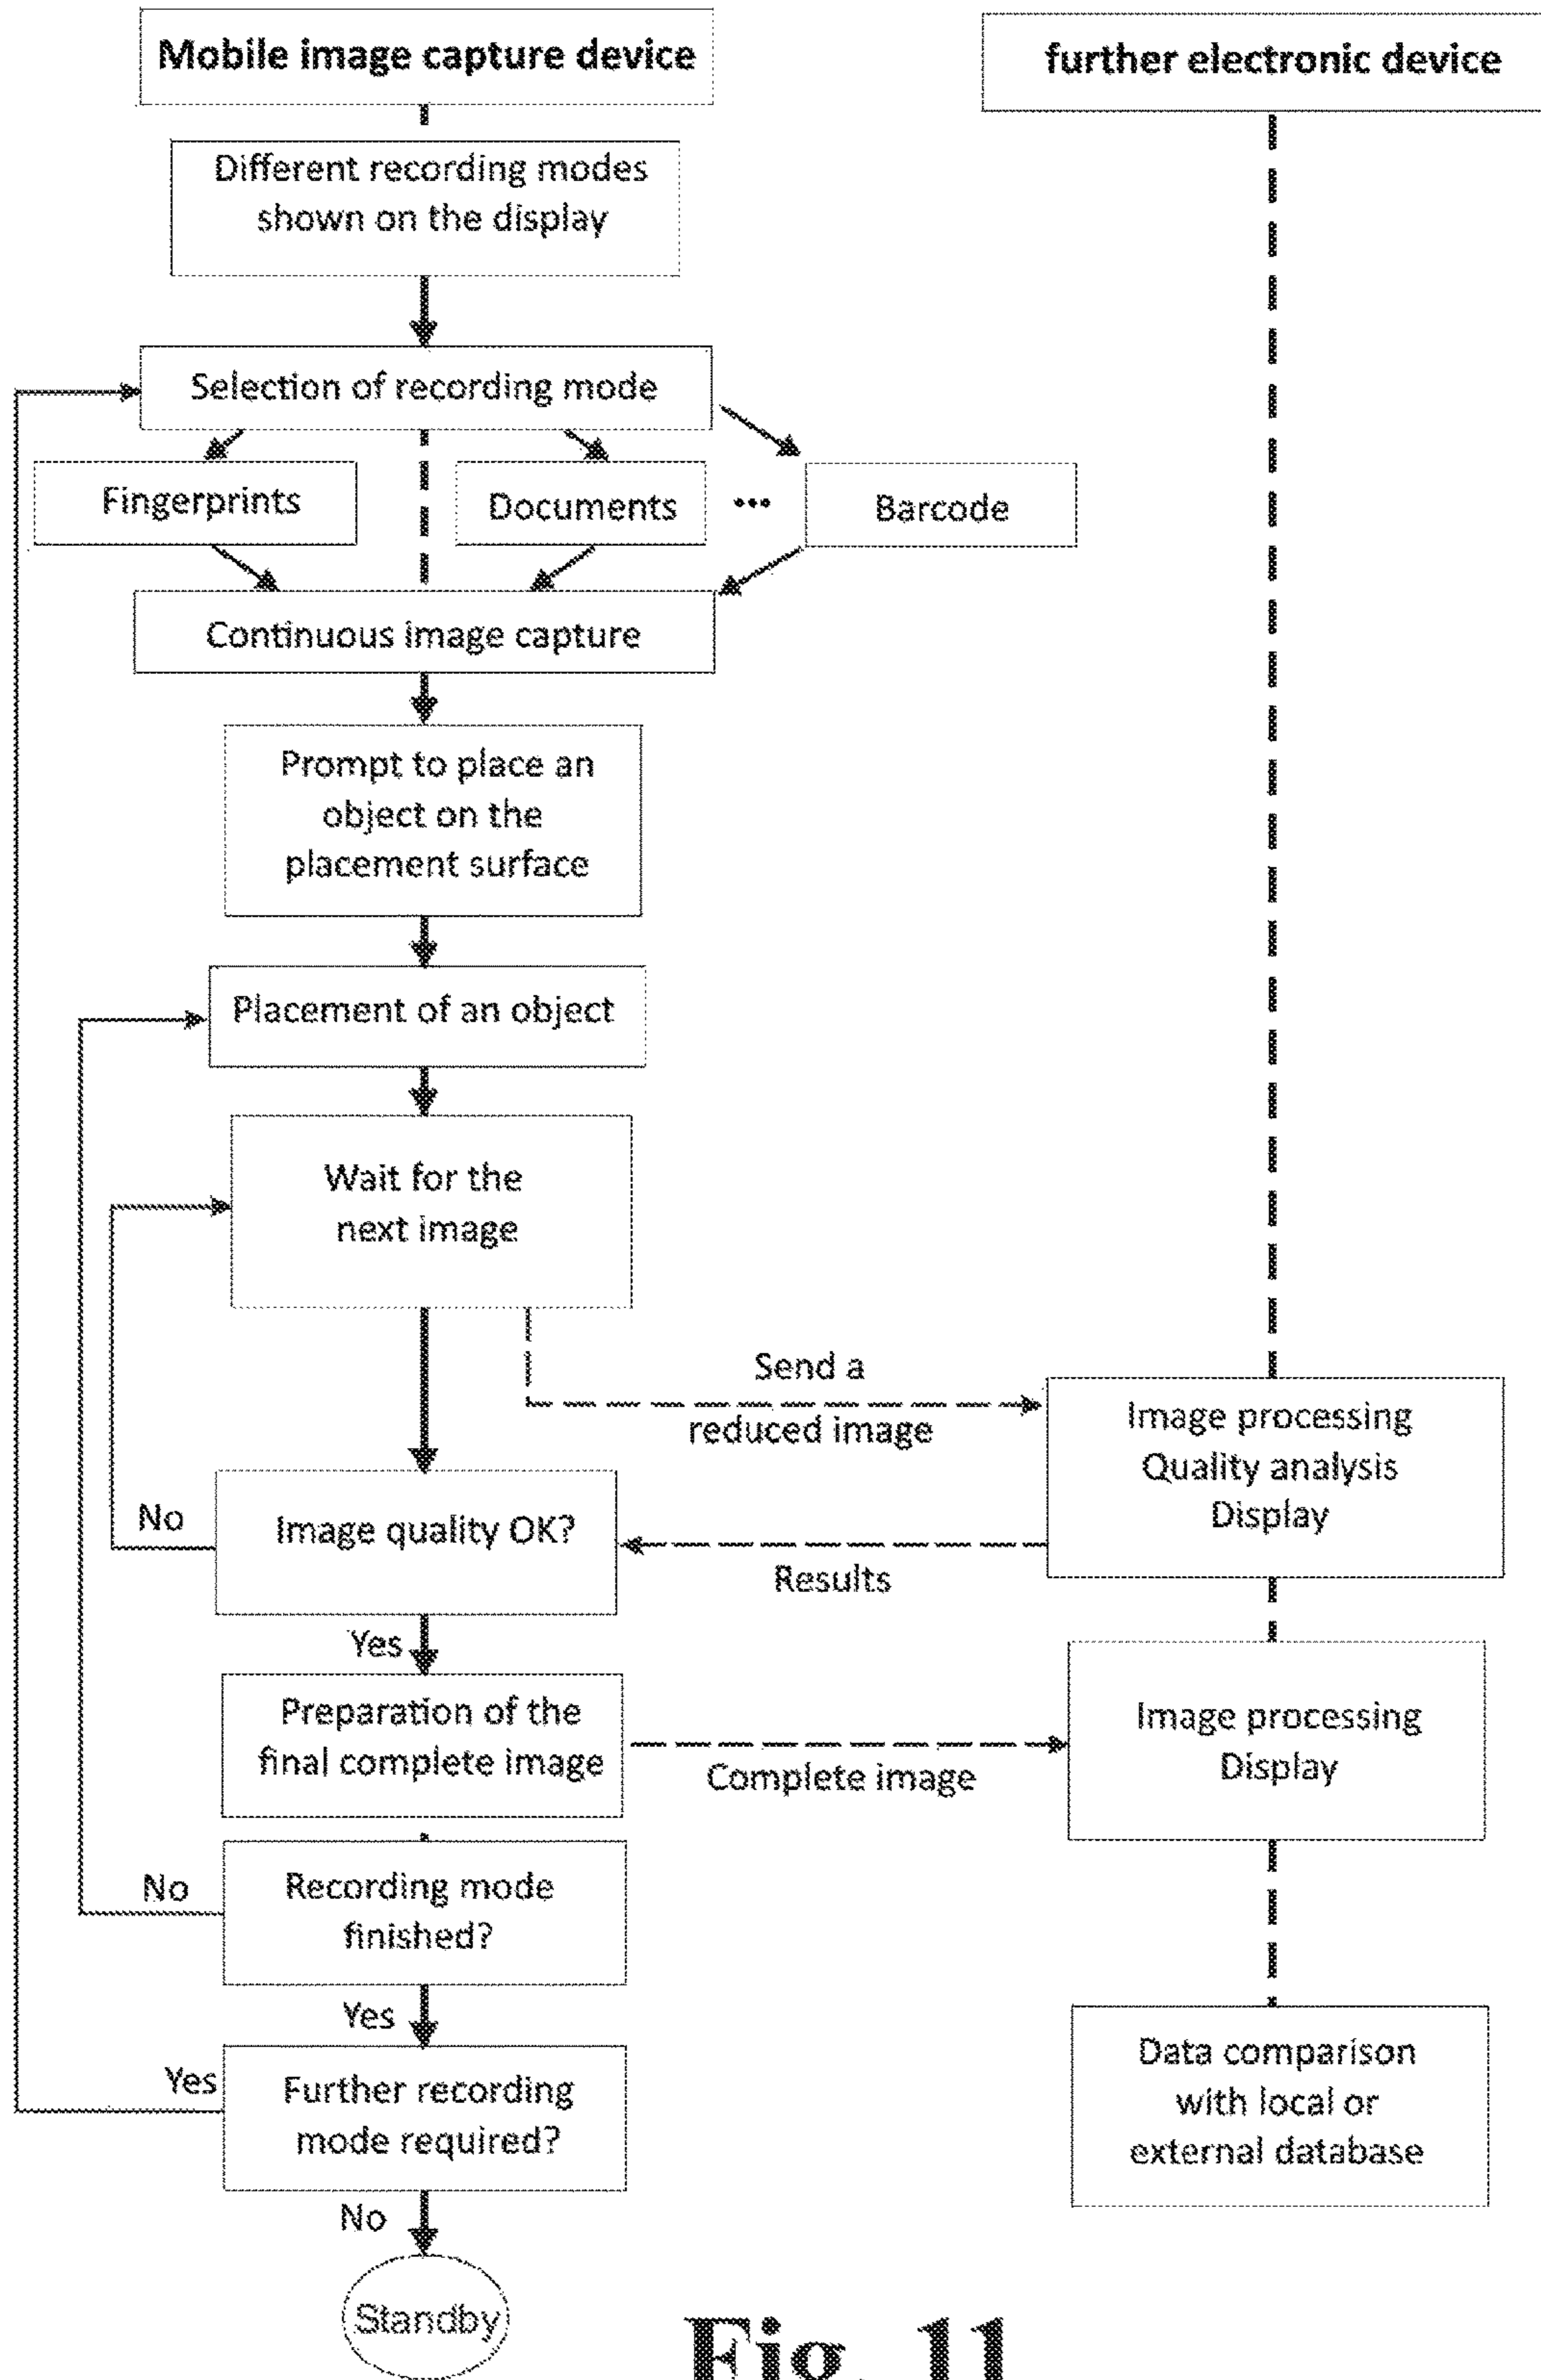 Mobile image capture device
further electronic device
Different recording modes
shown on the display
Selection of recording mode
Fingerprints
Documents
...
Barcode
Continuous image capture
Prompt to place an
object on the
placement surface
Placement of an object
Wait for the
next image
Send a
reduced image
Image processing
Quality analysis
Display
No
Image quality OK?
Results
Yes
Preparation of the
final complete image
Complete image
Image processing
Display
No
Recording mode
finished?
Yes
Yes
Further recording
mode required?
Data comparison
with local or
external database
No
Standby
Fig. 11